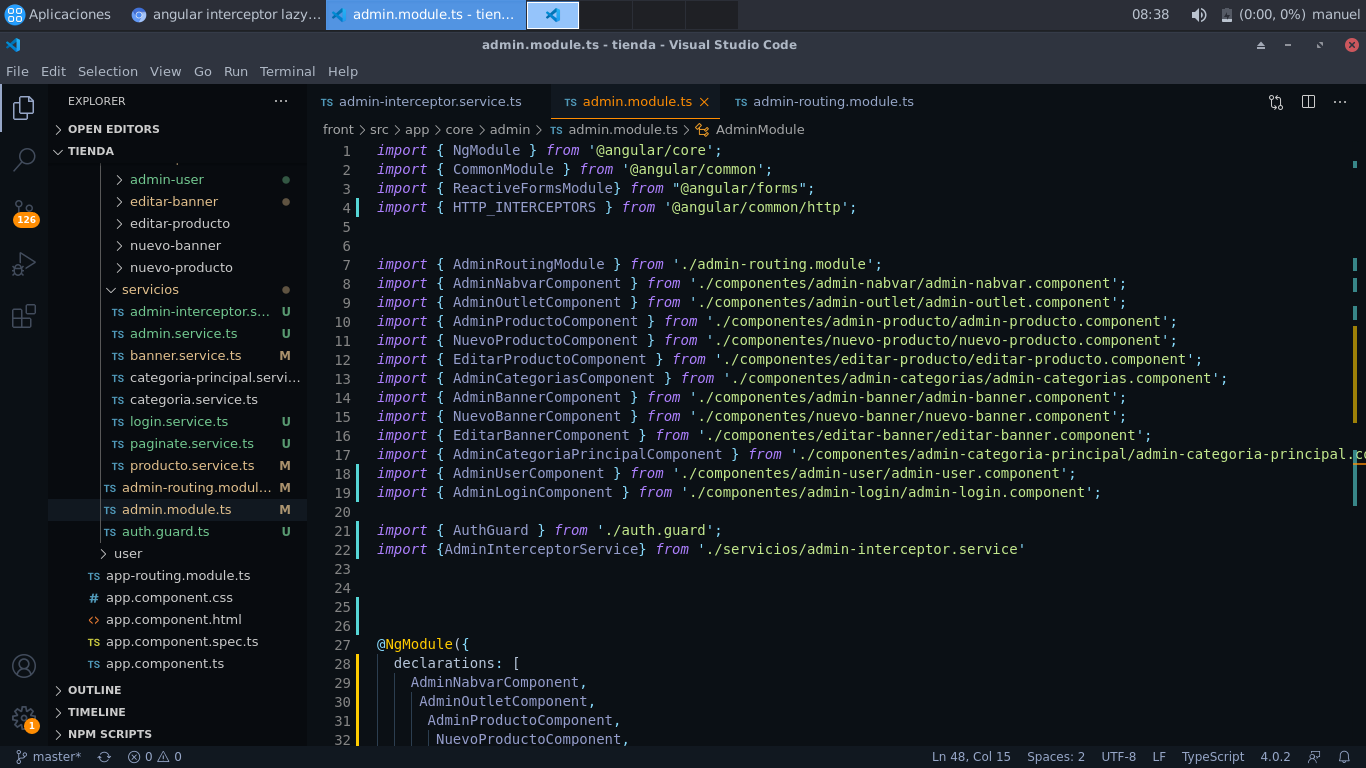 Aplicaciones
angular interceptor lazy…
admin.module.ts - tien…
08:38
(0:00, 0%) manuel
admin.module.ts - tienda - Visual Studio Code
File Edit Selection View Go Run Terminal Help
EXPLORER
OPEN EDITORS
TIENDA
admin-user
editar-banner
editar-producto
nuevo-banner
nuevo-producto
servicios
TS admin-interceptor.s… U
TS admin.service.ts U
TS banner.service.ts M
TS categoria-principal.servi…
TS categoria.service.ts
TS login.service.ts U
TS paginate.service.ts U
TS producto.service.ts M
TS admin-routing.modul… M
TS admin.module.ts M
TS auth.guard.ts U
user
TS app-routing.module.ts
# app.component.css
<> app.component.html
TS app.component.spec.ts
TS app.component.ts
OUTLINE
TIMELINE
NPM SCRIPTS
126
1
TS admin-interceptor.service.ts
TS admin.module.ts
TS admin-routing.module.ts
front > src > app > core > admin > TS admin.module.ts > AdminModule
1 import { NgModule } from '@angular/core';
2 import { CommonModule } from '@angular/common';
3 import { ReactiveFormsModule} from "@angular/forms";
4 import { HTTP_INTERCEPTORS } from '@angular/common/http';
5
6
7 import { AdminRoutingModule } from './admin-routing.module';
8 import { AdminNabvarComponent } from './componentes/admin-nabvar/admin-nabvar.component';
9 import { AdminOutletComponent } from './componentes/admin-outlet/admin-outlet.component';
10 import { AdminProductoComponent } from './componentes/admin-producto/admin-producto.component';
11 import { NuevoProductoComponent } from './componentes/nuevo-producto/nuevo-producto.component';
12 import { EditarProductoComponent } from './componentes/editar-producto/editar-producto.component';
13 import { AdminCategoriasComponent } from './componentes/admin-categorias/admin-categorias.component';
14 import { AdminBannerComponent } from './componentes/admin-banner/admin-banner.component';
15 import { NuevoBannerComponent } from './componentes/nuevo-banner/nuevo-banner.component';
16 import { EditarBannerComponent } from './componentes/editar-banner/editar-banner.component';
17 import { AdminCategoriaPrincipalComponent } from './componentes/admin-categoria-principal/admin-categoria-principal.co
18 import { AdminUserComponent } from './componentes/admin-user/admin-user.component';
19 import { AdminLoginComponent } from './componentes/admin-login/admin-login.component';
20
21 import { AuthGuard } from './auth.guard';
22 import {AdminInterceptorService} from './servicios/admin-interceptor.service'
23
24
25
26
27 @NgModule({
28 declarations: [
29 AdminNabvarComponent,
30 AdminOutletComponent,
31 AdminProductoComponent,
32 NuevoProductoComponent,
master* 0 0
Ln 48, Col 15 Spaces: 2 UTF-8 LF TypeScript 4.0.2